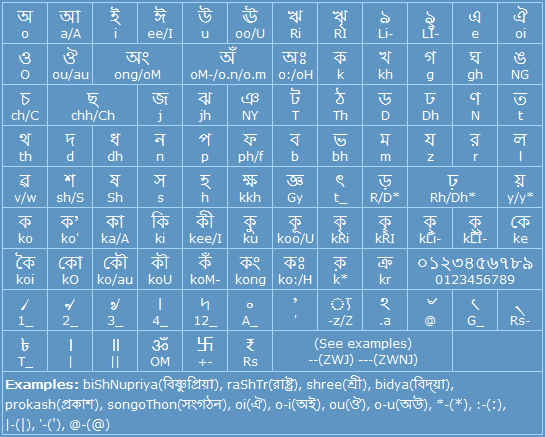 অ আ ই ঈ উ ঊ ঋ ৠ ঌ ৡ এ ঐ
o a/A i ee/I u oo/U Ri RI Li- LI- e oi
ও ঔ অং অঁ অঃ ক খ গ ঘ ঙ
O ou/au ong/oM oM-/o.n/o.m o:/oH k kh g gh NG
চ ছ জ ঝ ঞ ট ঠ ড ঢ ণ ত
ch/C chh/Ch j jh NY T Th D Dh N t
থ দ ধ ন প ফ ব ভ ম য র ল
th d dh n p ph/f b bh m z r l
ৱ শ ষ স হ ক্ষ জ্ঞ ৎ ড় ঢ় য়
v/w sh/S Sh s h kkh Gy t_ R/D* Rh/Dh* y/y*
ক ক’ কা কি কী কু কূ কৃ কৄ কৢ কৣ কে
ko ko' ka/A ki kee/I ku koo/U kRi kRI kLi- kLI- ke
কৈ কো কৌ কৗ কঁ কং কঃ ক় ক্র ০১২৩৪৫৬৭৮৯
koi kO ko/au koU koM- kong ko:/H k* kr 0123456789
৴ ৵ ৶ ৷ ৸ ৹ ’ ্য ঽ ্
1_ 2_ 3_ 4_ 12_ A_ ' -z/Z .a @ G_ Rs-
৳ । ॥ ॐ 卐 ₹ (See examples)
T_ | || OM +- Rs --(ZWJ) ---(ZWNJ)
Examples: biShNupriya(বিষ্ণুপ্রিয়া), raShTr(রাষ্ট্র), shree(শ্রী), bidya(বিদ্য়া),
prokash(প্রকাশ), songoThon(সংগঠন), oi(ঐ), o-i(অই), ou(ঔ), o-u(অউ), *-(*), :-(:),
|-(|), '-('), @-(@)